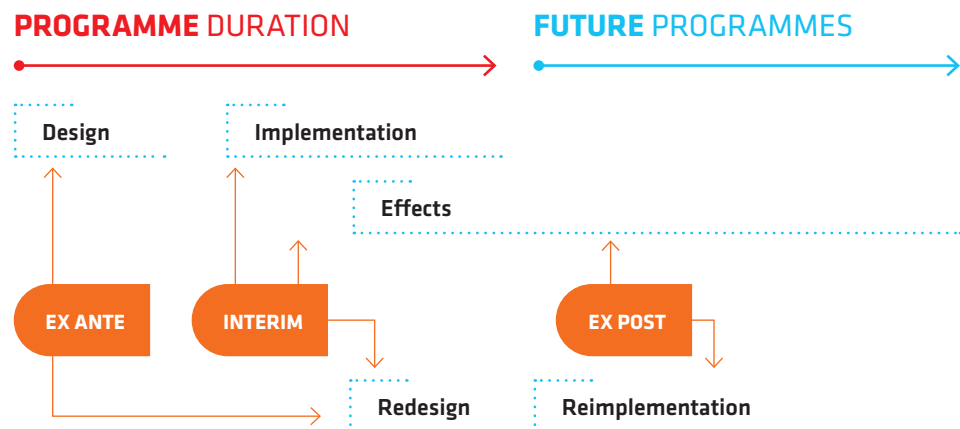 PROGRAMME DURATION
FUTURE PROGRAMMES
Design
Implementation
Effects
EX ANTE
INTERIM
EX POST
Redesign
Reimplementation